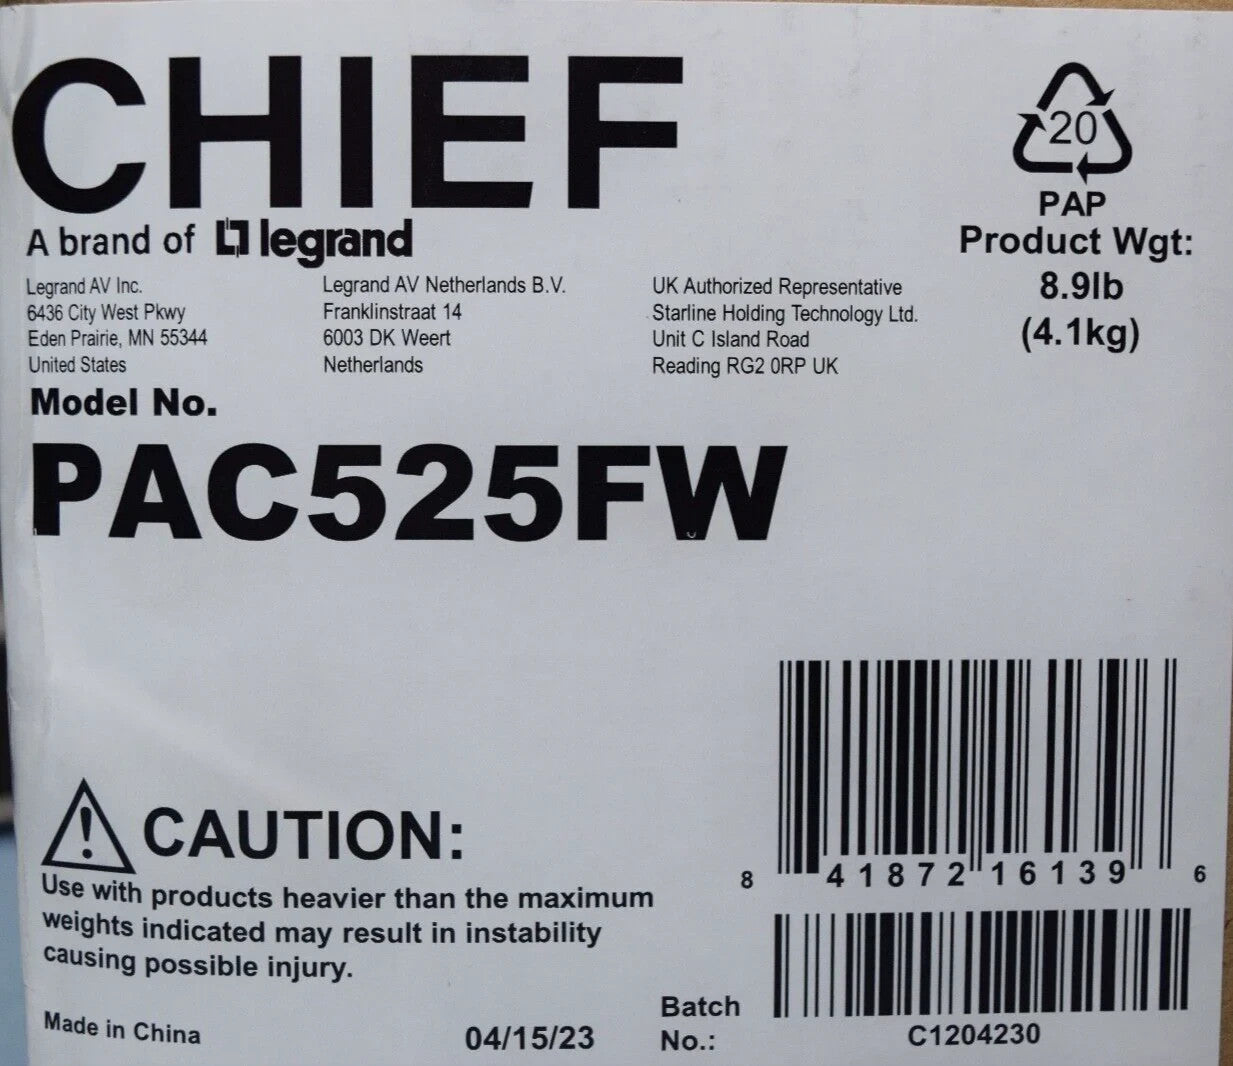 CHIEF
A brand of legrand
Legrand AV Inc.
6436 City West Pkwy
Eden Prairie, MN 55344
United States
Legrand AV Netherlands B.V.
Franklinstraat 14
6003 DK Weert
Netherlands
UK Authorized Representative
Starline Holding Technology Ltd.
Unit C Island Road
Reading RG2 0RP UK
20
PAP
Product Wgt:
8.9lb
(4.1kg)
Model No.
PAC525FW
CAUTION:
Use with products heavier than the maximum
weights indicated may result in instability
causing possible injury.
Made in China
04/15/23
8 41872 16139 6
Batch
No.:
C1204230